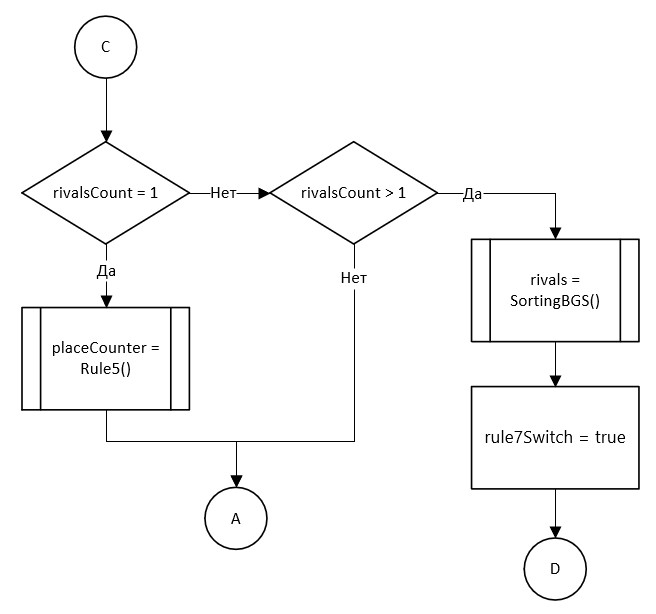 C
rivalsCount = 1
Нет
rivalsCount > 1
Да
Да
Нет
rivals =
SortingBGS()
placeCounter =
Rule5()
rule7Switch = true
A
D